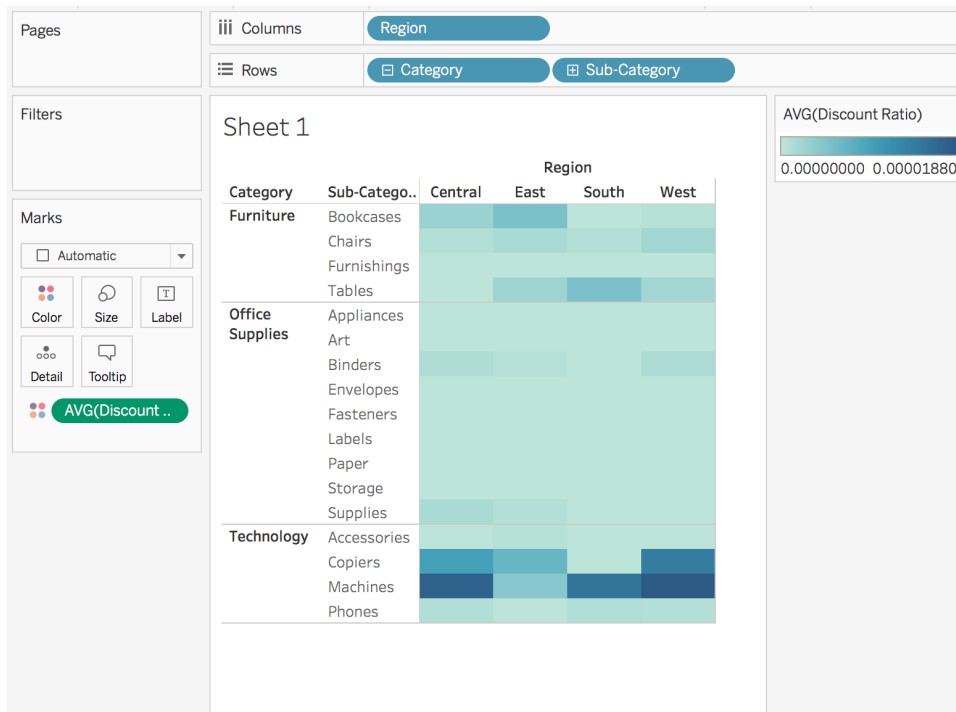 Pages
Columns Region
Rows Category Sub-Category
Filters
Marks
Automatic
Color Size Label
Detail Tooltip
AVG(Discount ..
Sheet 1
Region
Category Sub-Catego.. Central East South West
Furniture Bookcases
Chairs
Furnishings
Tables
Office Supplies Appliances
Art
Binders
Envelopes
Fasteners
Labels
Paper
Storage
Supplies
Technology Accessories
Copiers
Machines
Phones
AVG(Discount Ratio)
0.00000000 0.00001880